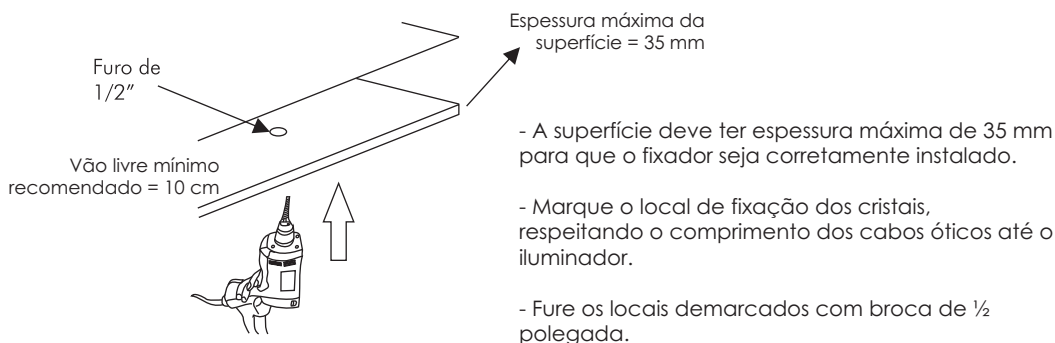 Espessura máxima da
superfície = 35 mm
Furo de
1/2"
Vão livre mínimo
recomendado = 10 cm
- A superfície deve ter espessura máxima de 35 mm
para que o fixador seja corretamente instalado.
- Marque o local de fixação dos cristais,
respeitando o comprimento dos cabos óticos até o
iluminador.
- Fure os locais demarcados com broca de ½
polegada.